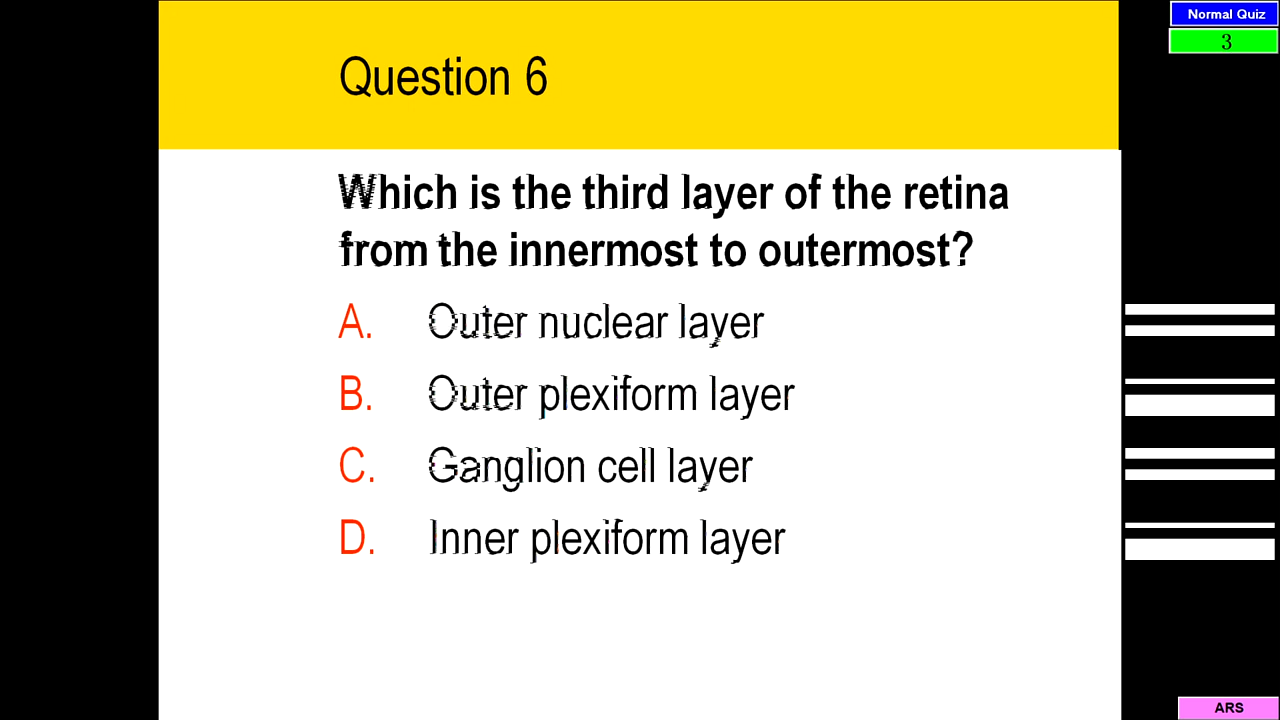 Normal Quiz
3
Question 6
Which is the third layer of the retina
from the innermost to outermost?
A. Outer nuclear layer
B. Outer plexiform layer
C. Ganglion cell layer
D. Inner plexiform layer
ARS